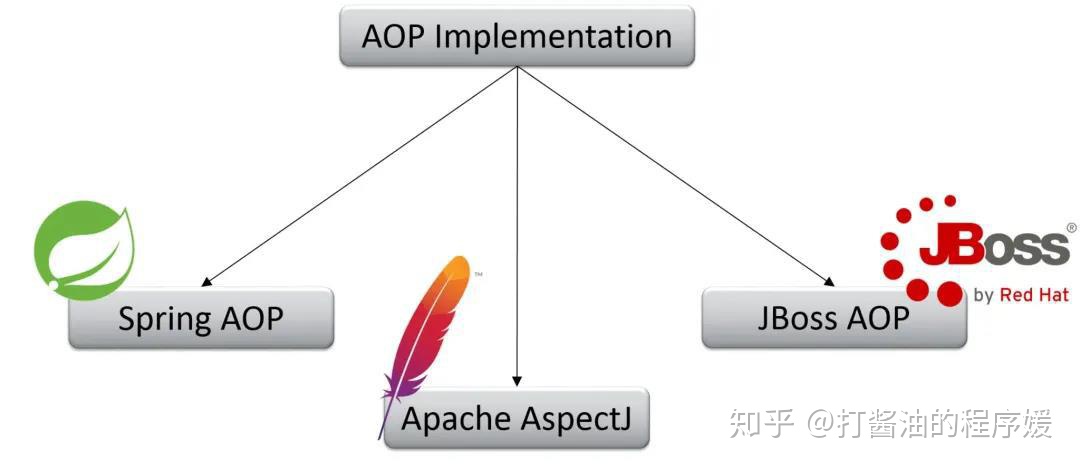 AOP Implementation
Spring AOP
™
Apache AspectJ
JBoss®
by Red Hat
JBoss AOP
知乎 @打酱油的程序媛